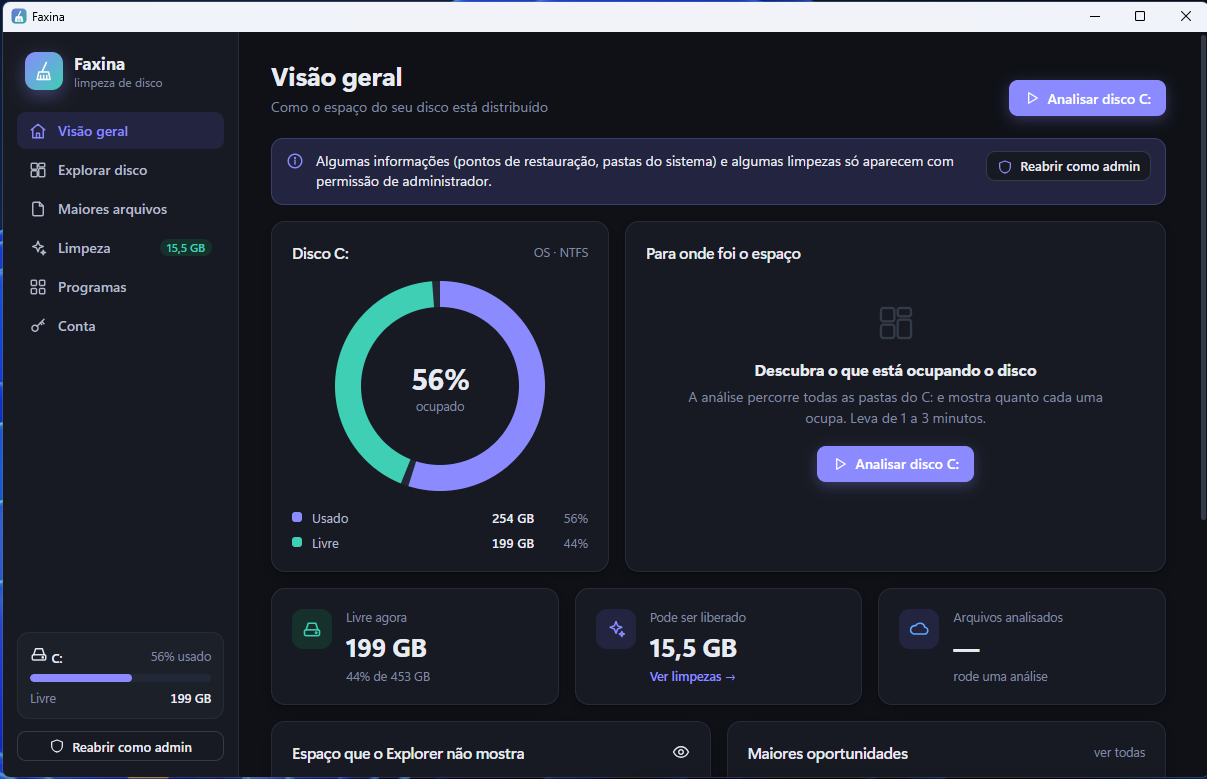 Faxina
Faxina
limpeza de disco
Visão geral
Explorar disco
Maiores arquivos
Limpeza 15,5 GB
Programas
Conta
C: 56% usado
Livre 199 GB
Reabrir como admin
Visão geral
Como o espaço do seu disco está distribuído
Analisar disco C:
Algumas informações (pontos de restauração, pastas do sistema) e algumas limpezas só aparecem com
permissão de administrador.
Reabrir como admin
Disco C: OS · NTFS
56%
ocupado
Usado 254 GB 56%
Livre 199 GB 44%
Para onde foi o espaço
Descubra o que está ocupando o disco
A análise percorre todas as pastas do C: e mostra quanto cada uma
ocupa. Leva de 1 a 3 minutos.
Analisar disco C:
Livre agora
199 GB
44% de 453 GB
Pode ser liberado
15,5 GB
Ver limpezas →
Arquivos analisados
—
rode uma análise
Espaço que o Explorer não mostra
Maiores oportunidades ver todas